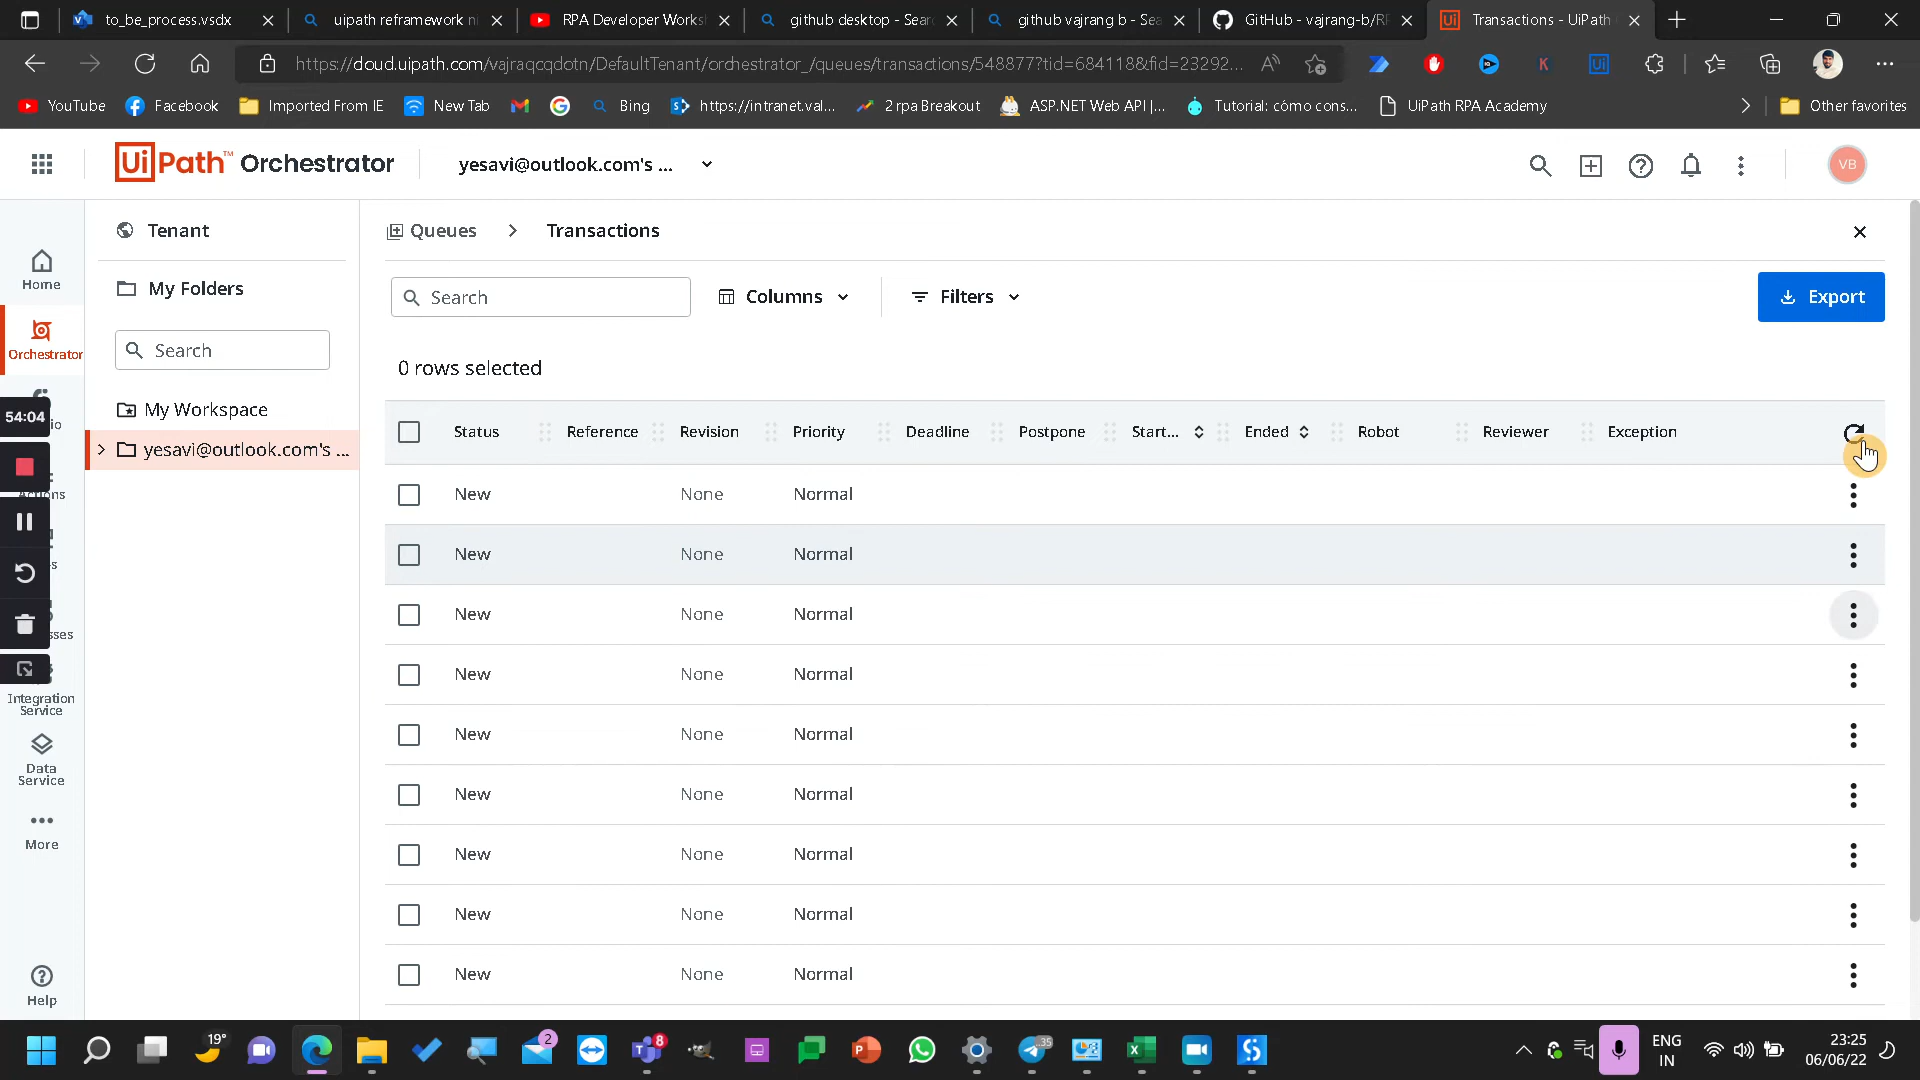 to_be_process.vsdx
uipath reframework ni
RPA Developer Works
github desktop - Sear
github vajrang b - Sea
GitHub - vajrang-b/RF
Transactions - UiPath
https://cloud.uipath.com/vajraqcqdotn/DefaultTenant/orchestrator_/queues/transactions/548877?tid=684118&fid=23292...
YouTube
Facebook
Imported From IE
New Tab
Bing
https://intranet.val...
2 rpa Breakout
ASP.NET Web API |...
Tutorial: cómo cons...
UiPath RPA Academy
Other favorites
UiPath™ Orchestrator
yesavi@outlook.com's ...
VB
Home
Orchestrator
54:04
Integration
Service
Data
Service
More
Help
Tenant
My Folders
Search
My Workspace
yesavi@outlook.com's ...
Queues
Transactions
Search
Columns
Filters
Export
0 rows selected
Status Reference Revision Priority Deadline Postpone Start... Ended Robot Reviewer Exception
New None Normal
New None Normal
New None Normal
New None Normal
New None Normal
New None Normal
New None Normal
New None Normal
New None Normal
19°
2
8
35
ENG
IN
23:25
06/06/22